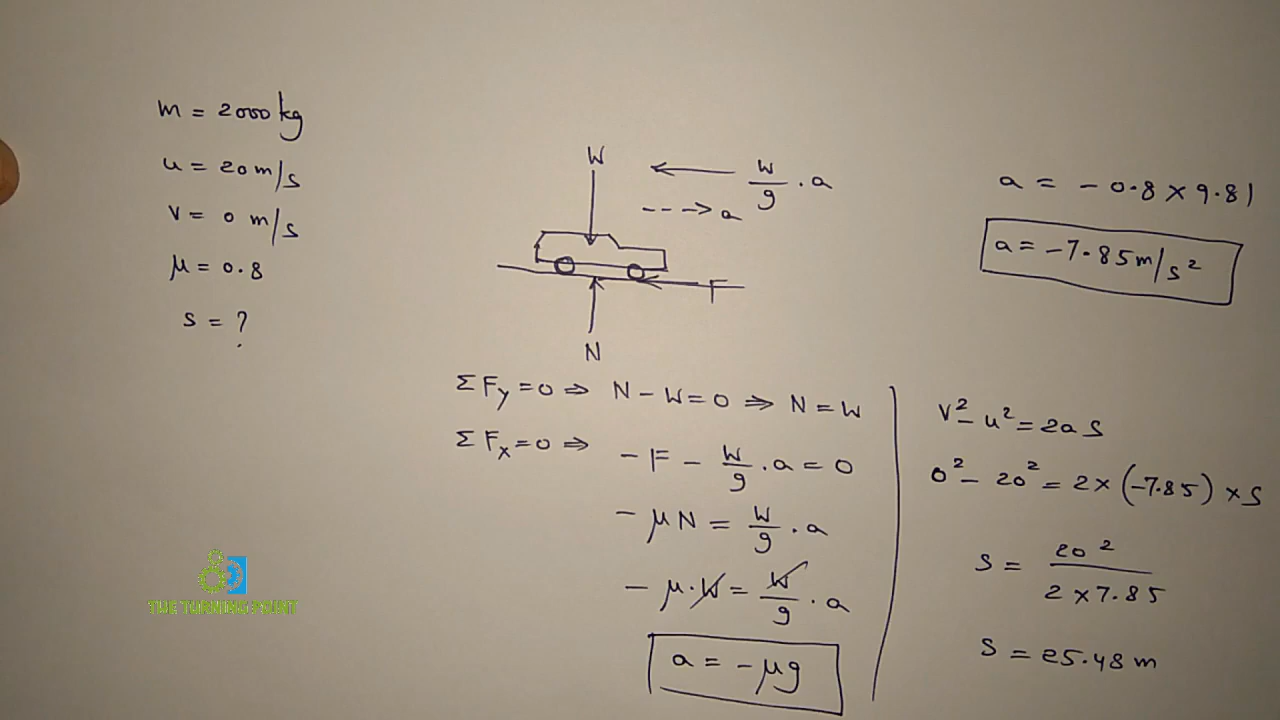 m = 2000 kg
u = 20 m/s
v = 0 m/s
μ = 0.8
s = ?
W
W/g . a
a
F
N
ΣFy = 0 ⇒ N - W = 0 ⇒ N = W
ΣFx = 0 ⇒ - F - W/g . a = 0
- μN = W/g . a
- μ. W = W/g . a
a = - μg
a = - 0.8 × 9.81
a = -7.85 m/s²
v² - u² = 2as
0² - 20² = 2 × (-7.85) × s
s = 20² / 2 × 7.85
s = 25.48 m
THE TURNING POINT